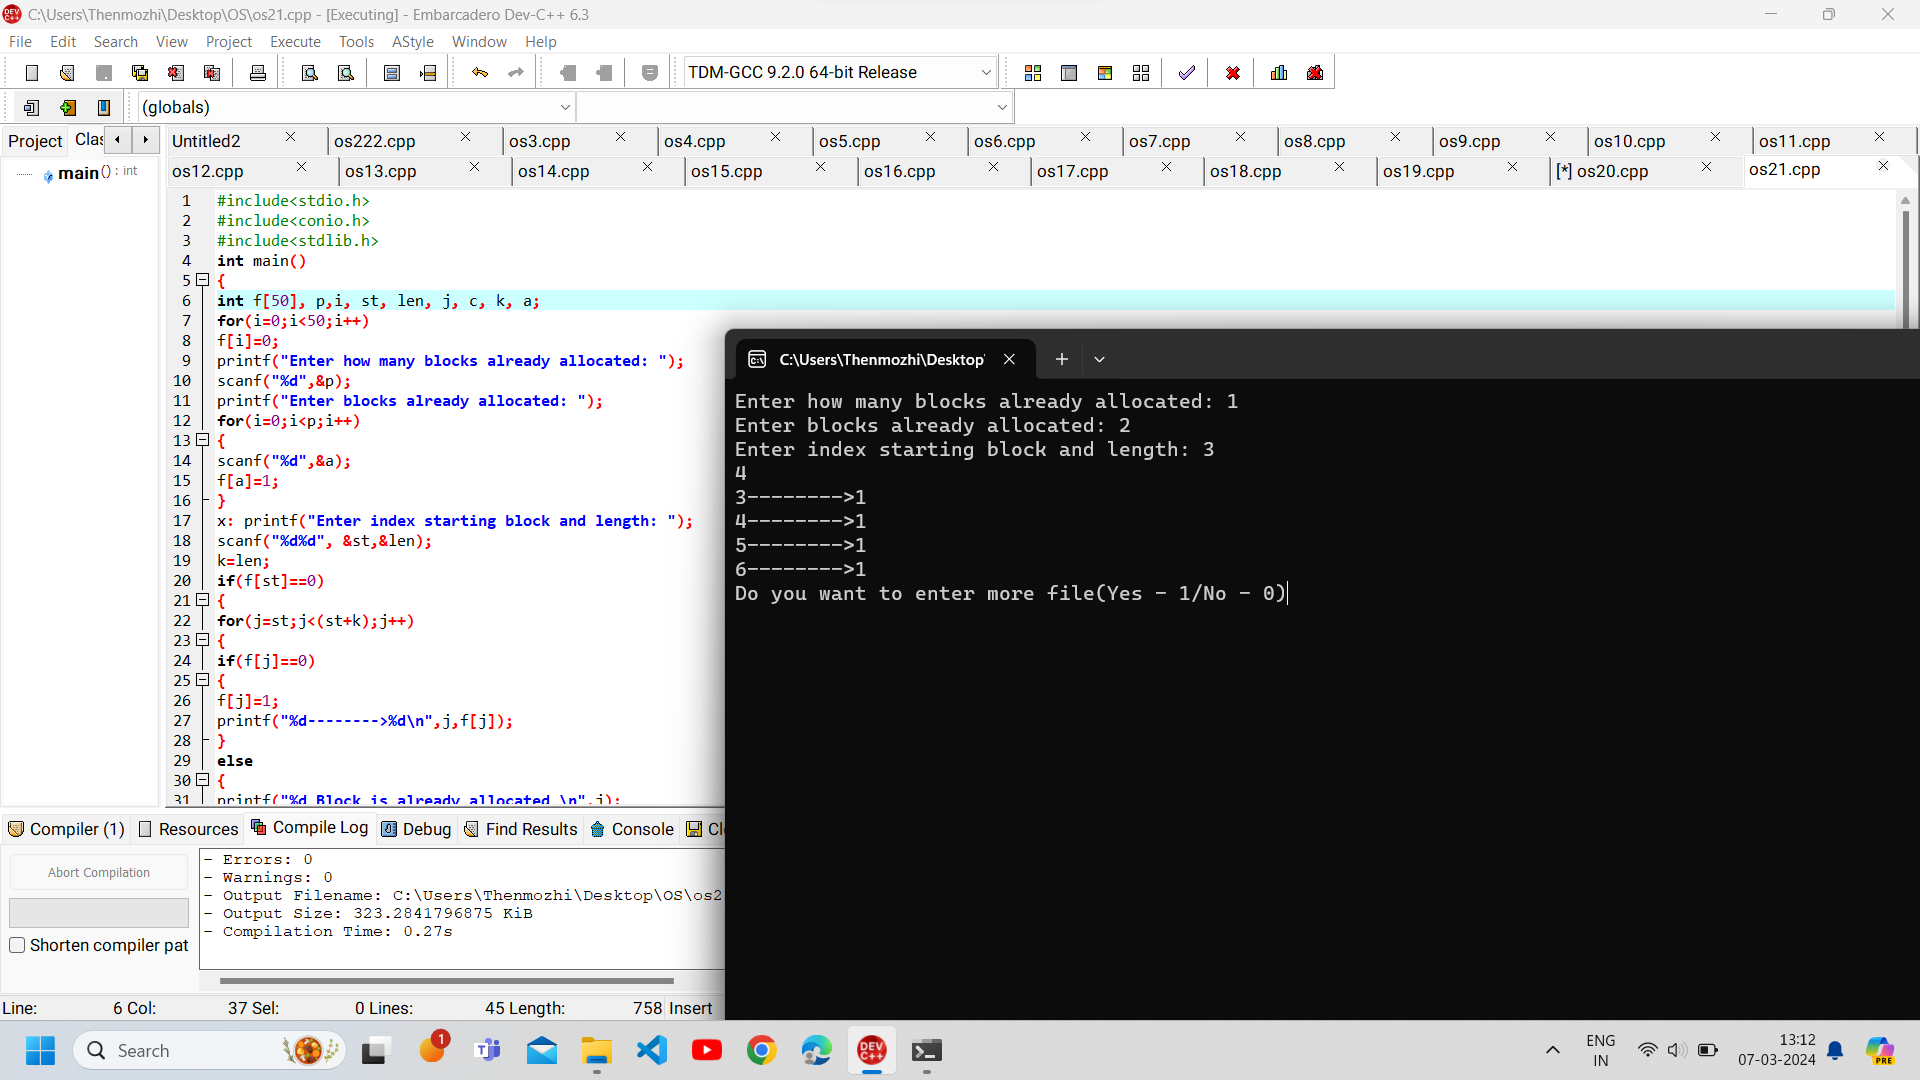 C:\Users\Thenmozhi\Desktop\OS\os21.cpp - [Executing] - Embarcadero Dev-C++ 6.3
File Edit Search View Project Execute Tools AStyle Window Help
TDM-GCC 9.2.0 64-bit Release
(globals)
Project Clas
Untitled2 os222.cpp os3.cpp os4.cpp os5.cpp os6.cpp os7.cpp os8.cpp os9.cpp os10.cpp os11.cpp
os12.cpp os13.cpp os14.cpp os15.cpp os16.cpp os17.cpp os18.cpp os19.cpp [*] os20.cpp os21.cpp
main() : int
1 #include<stdio.h>
2 #include<conio.h>
3 #include<stdlib.h>
4 int main()
5 {
6 int f[50], p,i, st, len, j, c, k, a;
7 for(i=0;i<50;i++)
8 f[i]=0;
9 printf("Enter how many blocks already allocated: ");
10 scanf("%d",&p);
11 printf("Enter blocks already allocated: ");
12 for(i=0;i<p;i++)
13 {
14 scanf("%d",&a);
15 f[a]=1;
16 }
17 x: printf("Enter index starting block and length: ");
18 scanf("%d%d", &st,&len);
19 k=len;
20 if(f[st]==0)
21 {
22 for(j=st;j<(st+k);j++)
23 {
24 if(f[j]==0)
25 {
26 f[j]=1;
27 printf("%d-------->%d\n",j,f[j]);
28 }
29 else
30 {
31 printf("%d Block is already allocated \n",j);
C:\Users\Thenmozhi\Desktop\
Enter how many blocks already allocated: 1
Enter blocks already allocated: 2
Enter index starting block and length: 3
4
3-------->1
4-------->1
5-------->1
6-------->1
Do you want to enter more file(Yes - 1/No - 0)
Compiler (1) Resources Compile Log Debug Find Results Console Cl
Abort Compilation
Shorten compiler pat
- Errors: 0
- Warnings: 0
- Output Filename: C:\Users\Thenmozhi\Desktop\OS\os2
- Output Size: 323.2841796875 KiB
- Compilation Time: 0.27s
Line: 6 Col: 37 Sel: 0 Lines: 45 Length: 758 Insert
Search
1
DEV C++
PRE
ENG
IN
13:12
07-03-2024